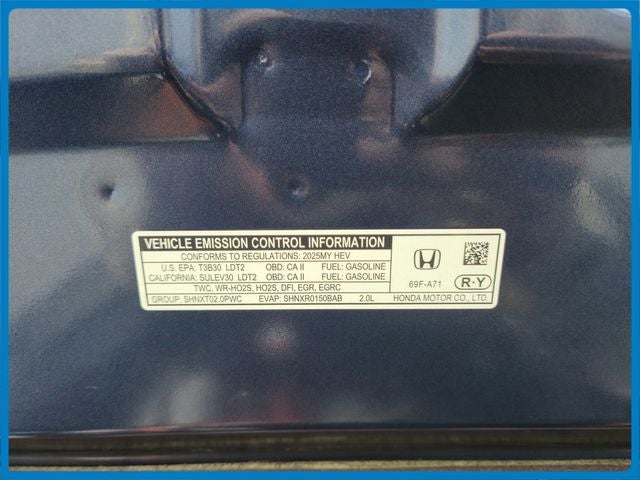 VEHICLE EMISSION CONTROL INFORMATION
CONFORMS TO REGULATIONS: 2025MY HEV
U.S. EPA: T3B30 LDT2 OBD: CA II FUEL: GASOLINE
CALIFORNIA: SULEV30 LDT2 OBD: CA II FUEL: GASOLINE
TWC, WR-HO2S, HO2S, DFI, EGR, EGRC
GROUP: SHNXT02.0PWC EVAP: SHNXR0150BAB 2.0L
69F-A71
R·Y
HONDA MOTOR CO., LTD.